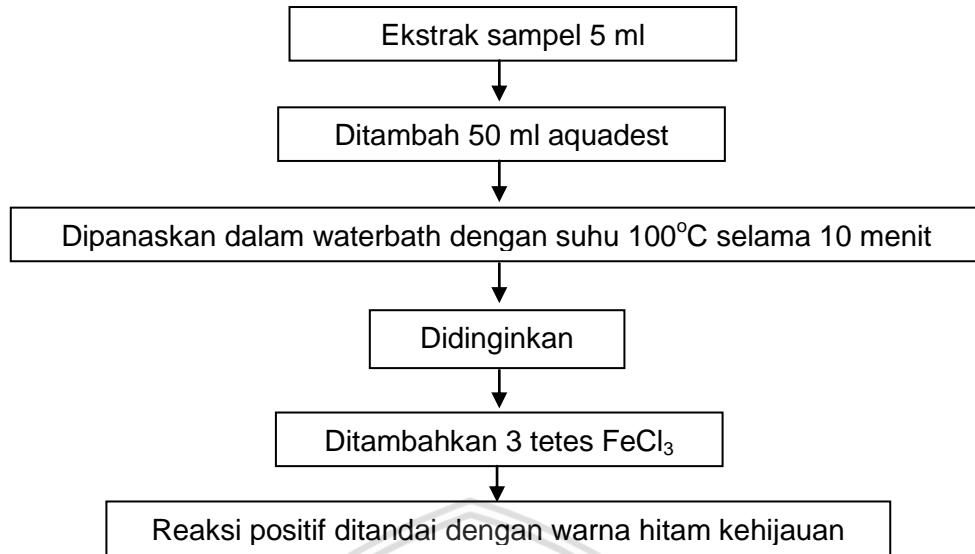 Ekstrak sampel 5 ml
Ditambah 50 ml aquadest
Dipanaskan dalam waterbath dengan suhu 100°C selama 10 menit
Didinginkan
Ditambahkan 3 tetes FeCl₃
Reaksi positif ditandai dengan warna hitam kehijauan